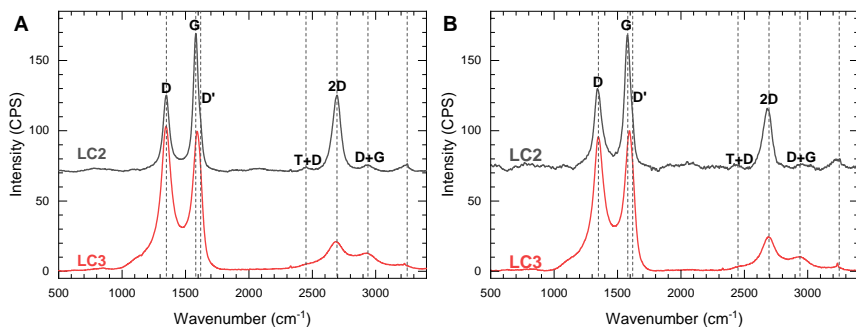 A
G
D
D'
2D
LC2
T+D
D+G
LC3
Intensity (CPS)
150
100
50
0
500 1000 1500 2000 2500 3000
Wavenumber (cm⁻¹)
B
G
D
D'
2D
LC2
T+D
D+G
LC3
Intensity (CPS)
150
100
50
0
500 1000 1500 2000 2500 3000
Wavenumber (cm⁻¹)